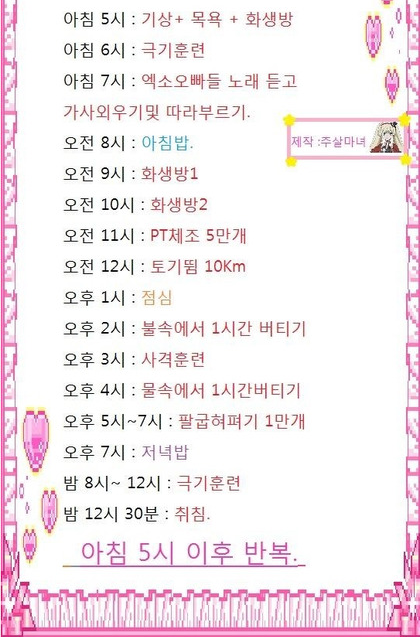 아침 5시 : 기상+ 목욕 + 화생방
아침 6시 : 극기훈련
아침 7시 : 엑소오빠들 노래 듣고
가사외우기및 따라부르기.
오전 8시 : 아침밥.
제작 :주살마녀
오전 9시 : 화생방1
오전 10시 : 화생방2
오전 11시 : PT체조 5만개
오전 12시 : 토기뜀 10Km
오후 1시 : 점심
오후 2시 : 불속에서 1시간 버티기
오후 3시 : 사격훈련
오후 4시 : 물속에서 1시간버티기
오후 5시~7시 : 팔굽혀펴기 1만개
오후 7시 : 저녁밥
밤 8시~ 12시 : 극기훈련
밤 12시 30분 : 취침.
아침 5시 이후 반복.